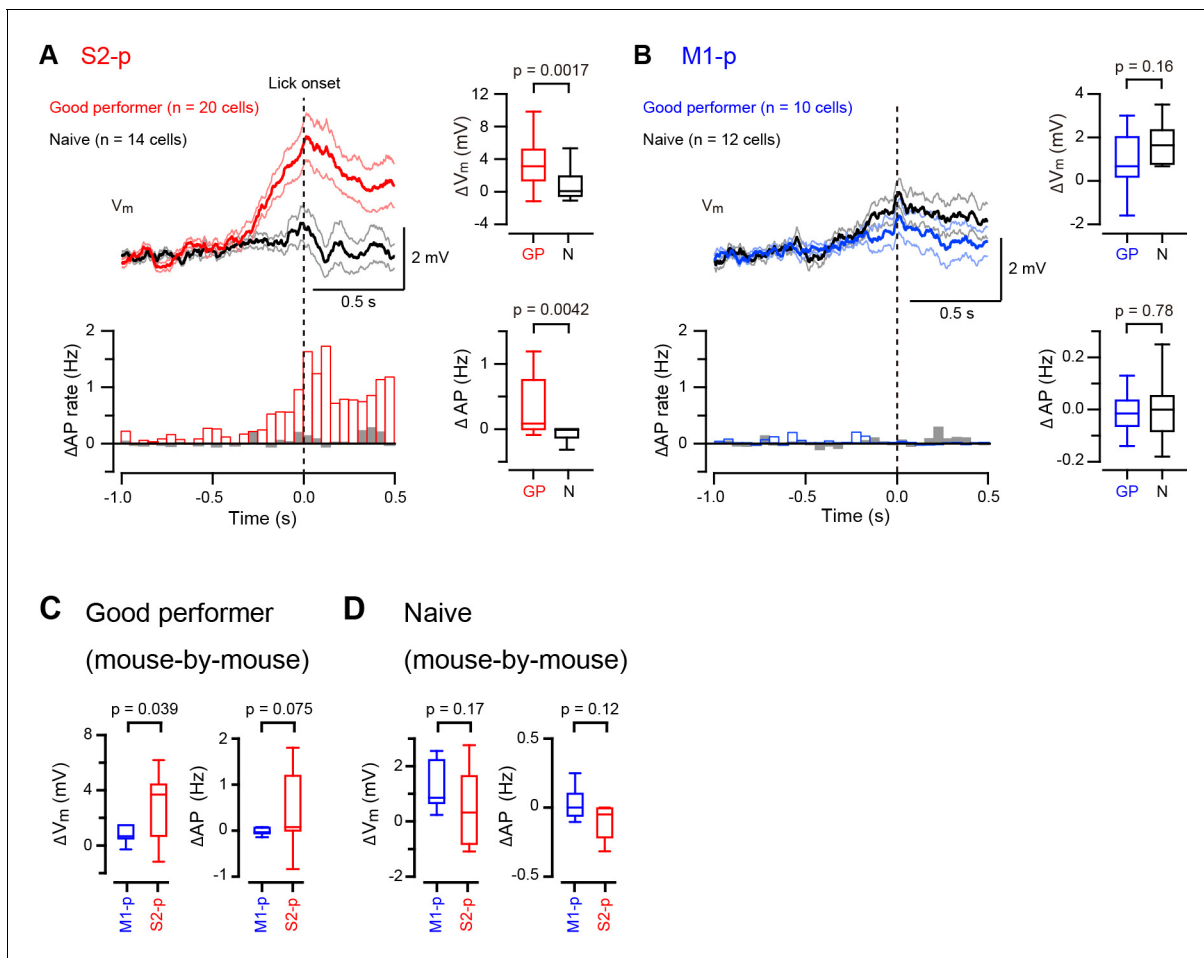 A S2-p
Lick onset
Good performer (n = 20 cells)
Naive (n = 14 cells)
Vm
2 mV
0.5 s
p = 0.0017
12
8
4
0
-4
ΔVm (mV)
GP N
2
1
0
ΔAP rate (Hz)
-1.0 -0.5 0.0 0.5
Time (s)
p = 0.0042
1
0
Δ AP (Hz)
GP N
B M1-p
Good performer (n = 10 cells)
Naive (n = 12 cells)
Vm
2 mV
0.5 s
p = 0.16
4
2
0
-2
ΔVm (mV)
GP N
2
1
0
ΔAP rate (Hz)
-1.0 -0.5 0.0 0.5
Time (s)
p = 0.78
0.2
0.0
-0.2
Δ AP (Hz)
GP N
C Good performer
(mouse-by-mouse)
p = 0.039
8
4
0
ΔVm (mV)
M1-p S2-p
p = 0.075
2
1
0
-1
ΔAP (Hz)
M1-p S2-p
D Naive
(mouse-by-mouse)
p = 0.17
2
0
-2
ΔVm (mV)
M1-p S2-p
p = 0.12
0.5
0
-0.5
ΔAP (Hz)
M1-p S2-p